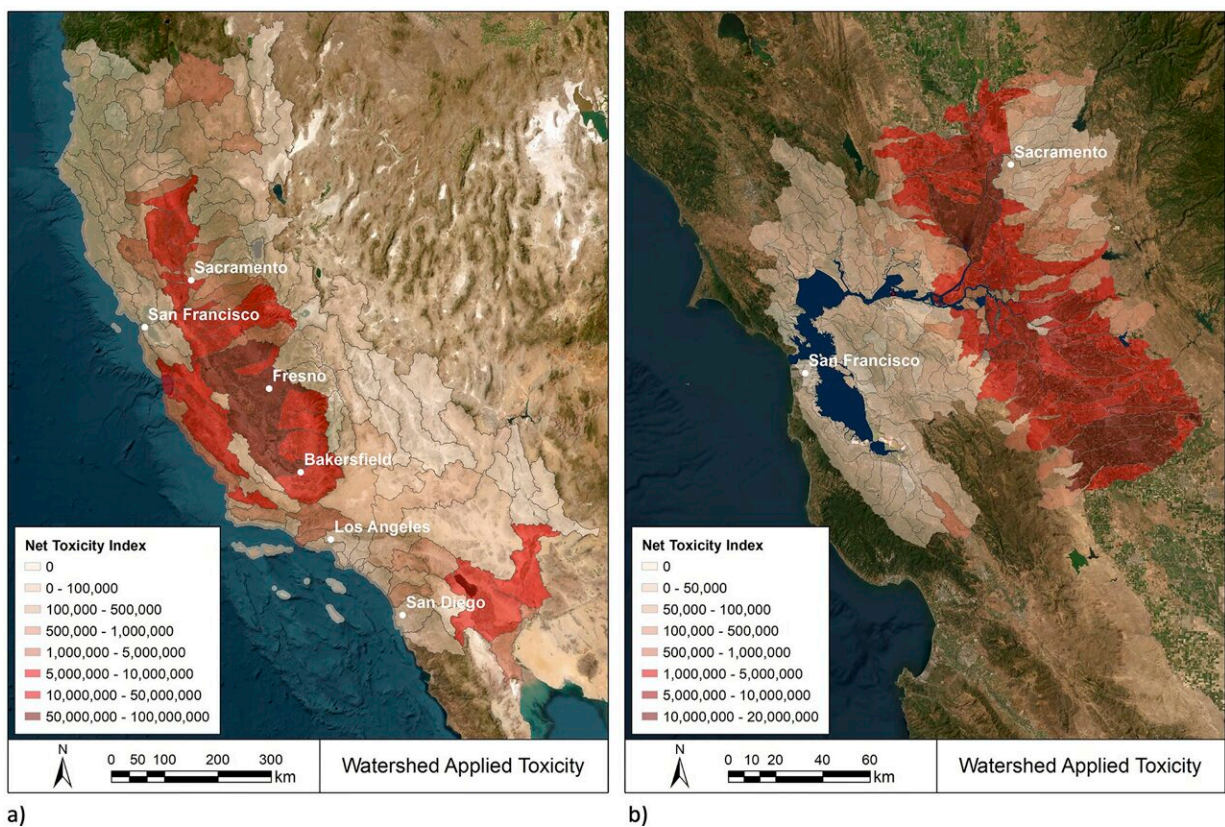 Sacramento
San Francisco
Fresno
Bakersfield
Los Angeles
San Diego
Net Toxicity Index
0
0 - 100,000
100,000 - 500,000
500,000 - 1,000,000
1,000,000 - 5,000,000
5,000,000 - 10,000,000
10,000,000 - 50,000,000
50,000,000 - 100,000,000
N
0 50 100 200 300
km
Watershed Applied Toxicity
a)
Sacramento
San Francisco
Net Toxicity Index
0
0 - 50,000
50,000 - 100,000
100,000 - 500,000
500,000 - 1,000,000
1,000,000 - 5,000,000
5,000,000 - 10,000,000
10,000,000 - 20,000,000
N
0 10 20 40 60
km
Watershed Applied Toxicity
b)